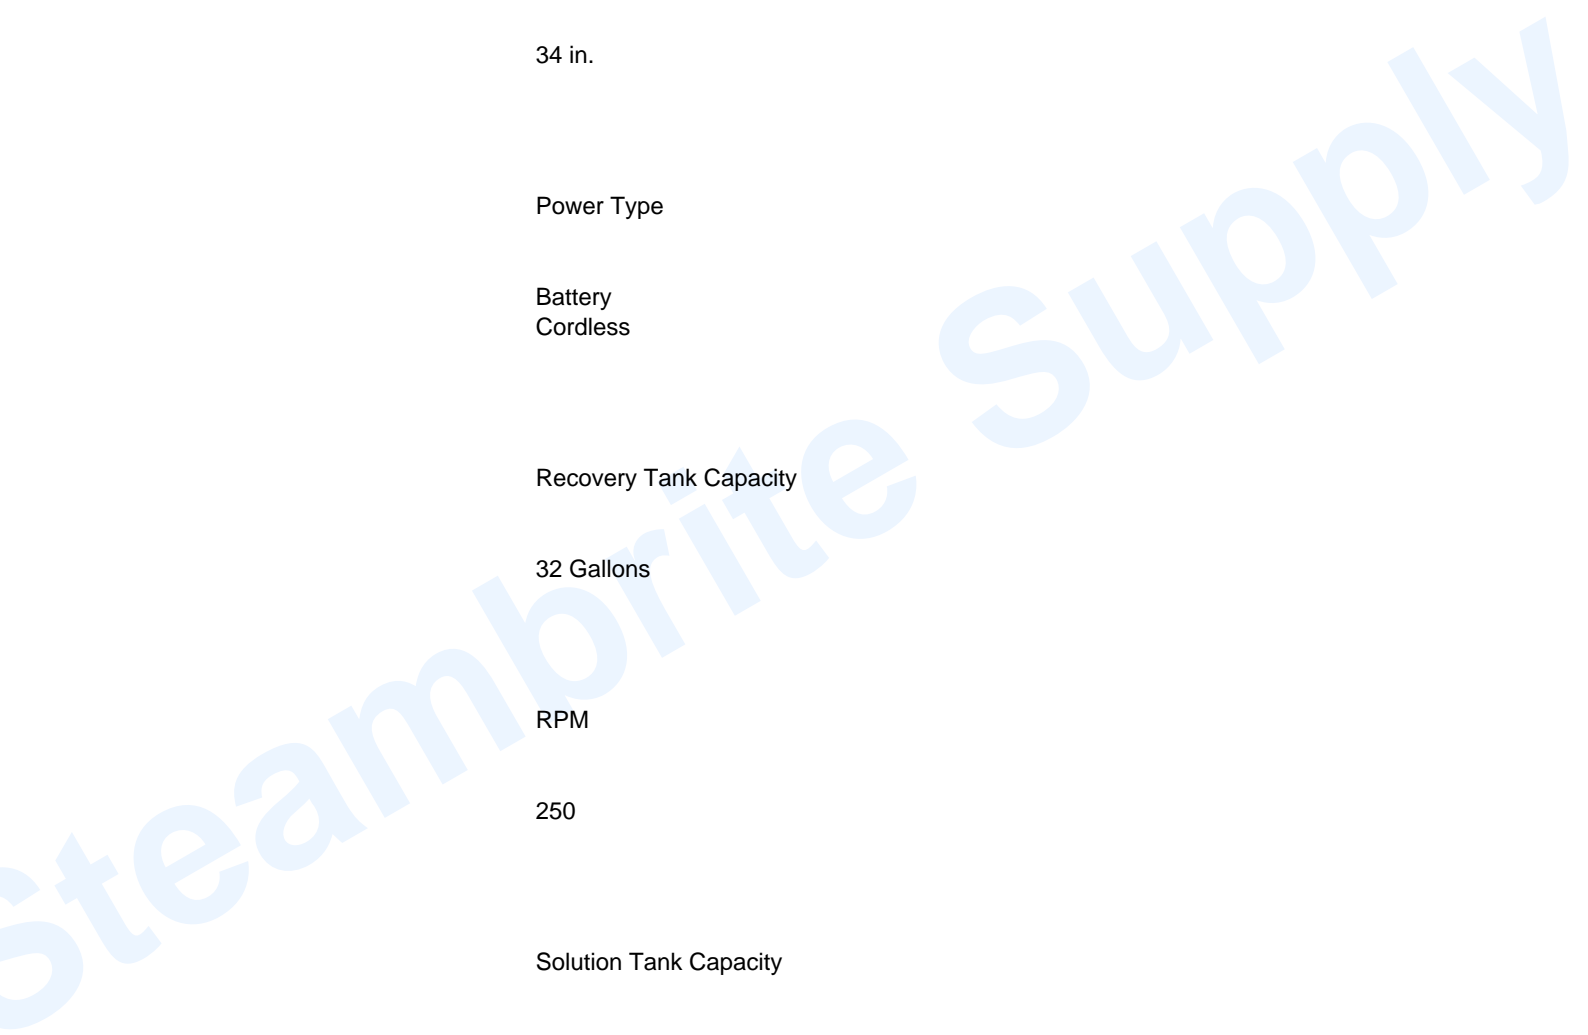 34 in.
Power Type
Battery
Cordless
Recovery Tank Capacity
32 Gallons
RPM
250
Solution Tank Capacity
Steambrite Supply